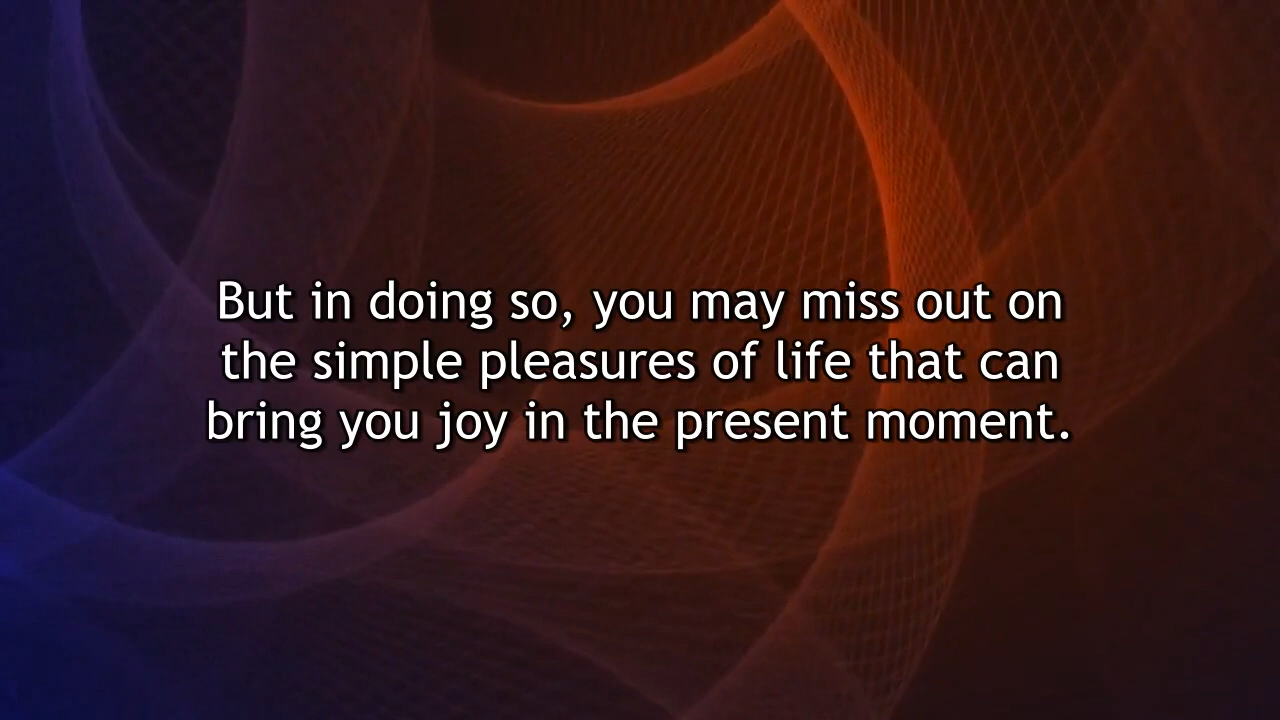 But in doing so, you may miss out on
the simple pleasures of life that can
bring you joy in the present moment.